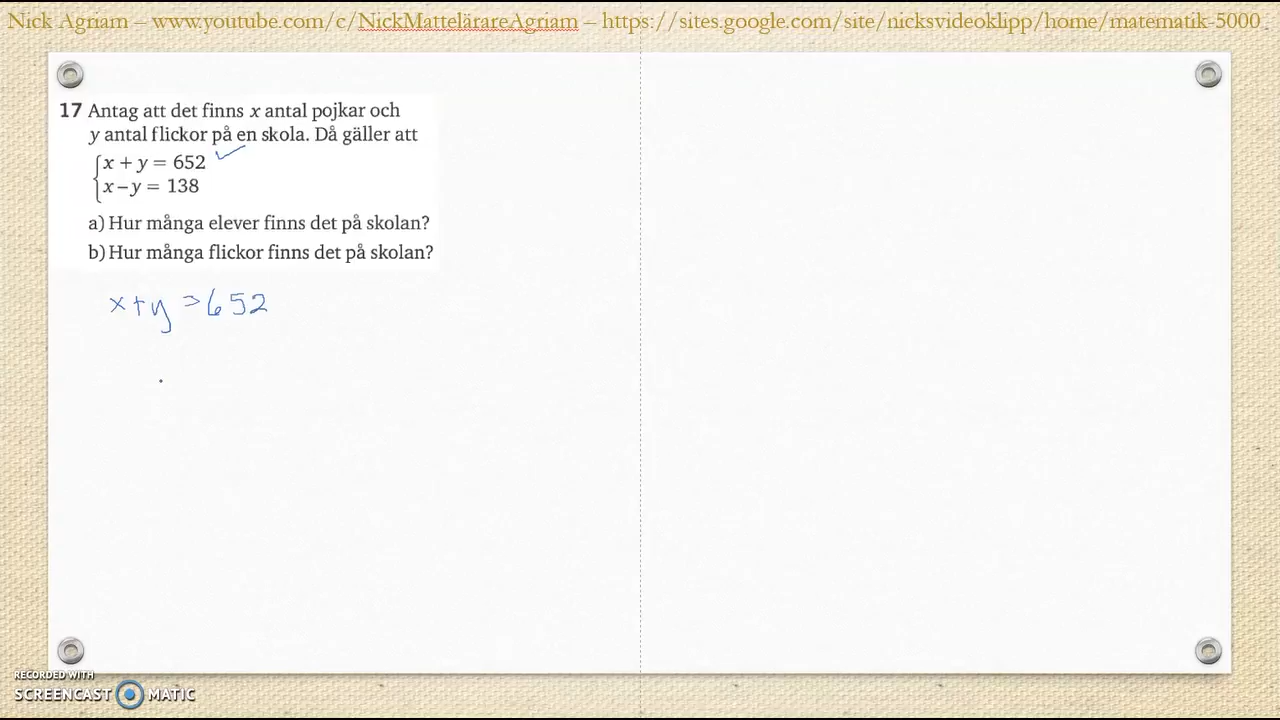 Nick Agriam – www.youtube.com/c/NickMattelärareAgriam – https://sites.google.com/site/nicksvideoklipp/home/matematik-5000
17 Antag att det finns x antal pojkar och
y antal flickor på en skola. Då gäller att
x + y = 652
x – y = 138
a) Hur många elever finns det på skolan?
b) Hur många flickor finns det på skolan?
x+y=652
RECORDED WITH
SCREENCAST MATIC